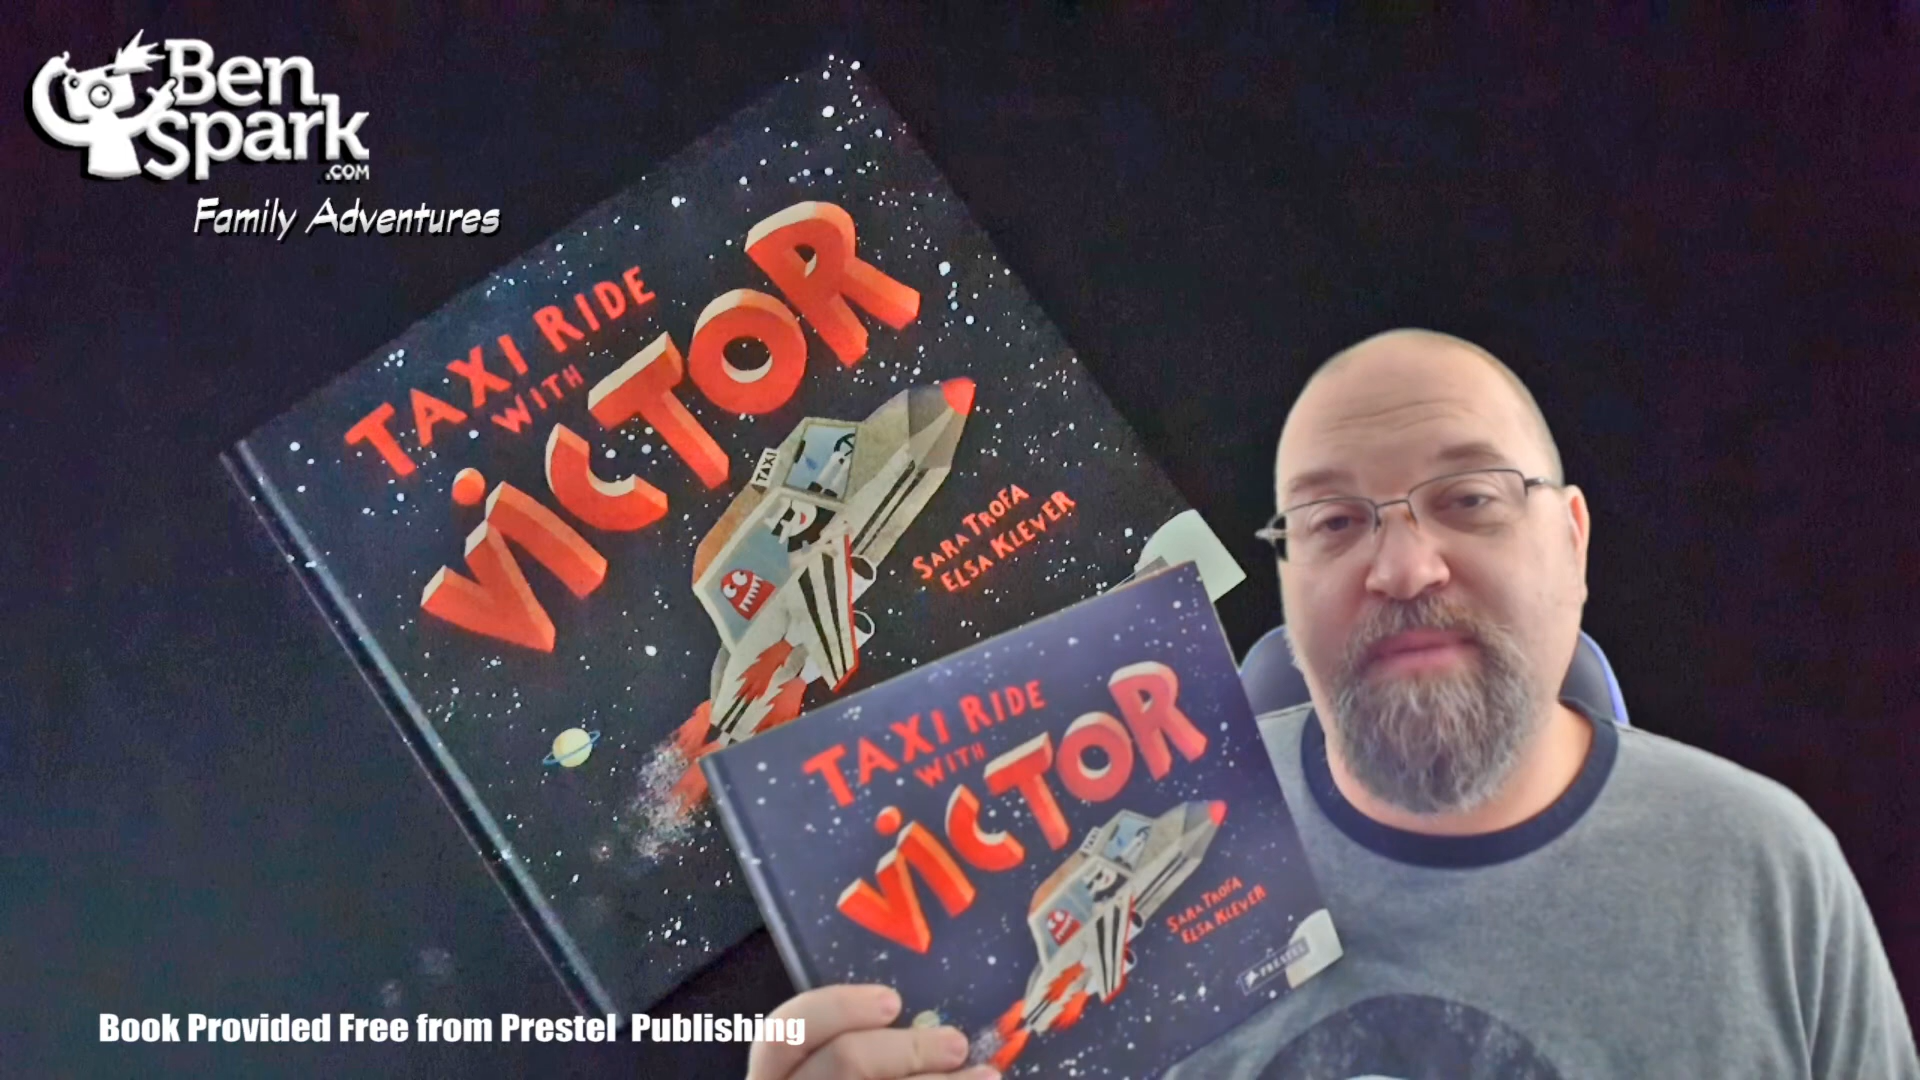 Ben
Spark
.COM
Family Adventures
TAXI RIDE
WITH
VICTOR
TAXI
SARA TROFA
ELSA KLEVER
TAXI RIDE
WITH
VICTOR
TAXI
SARA TROFA
ELSA KLEVER
PRESTEL
Book Provided Free from Prestel Publishing